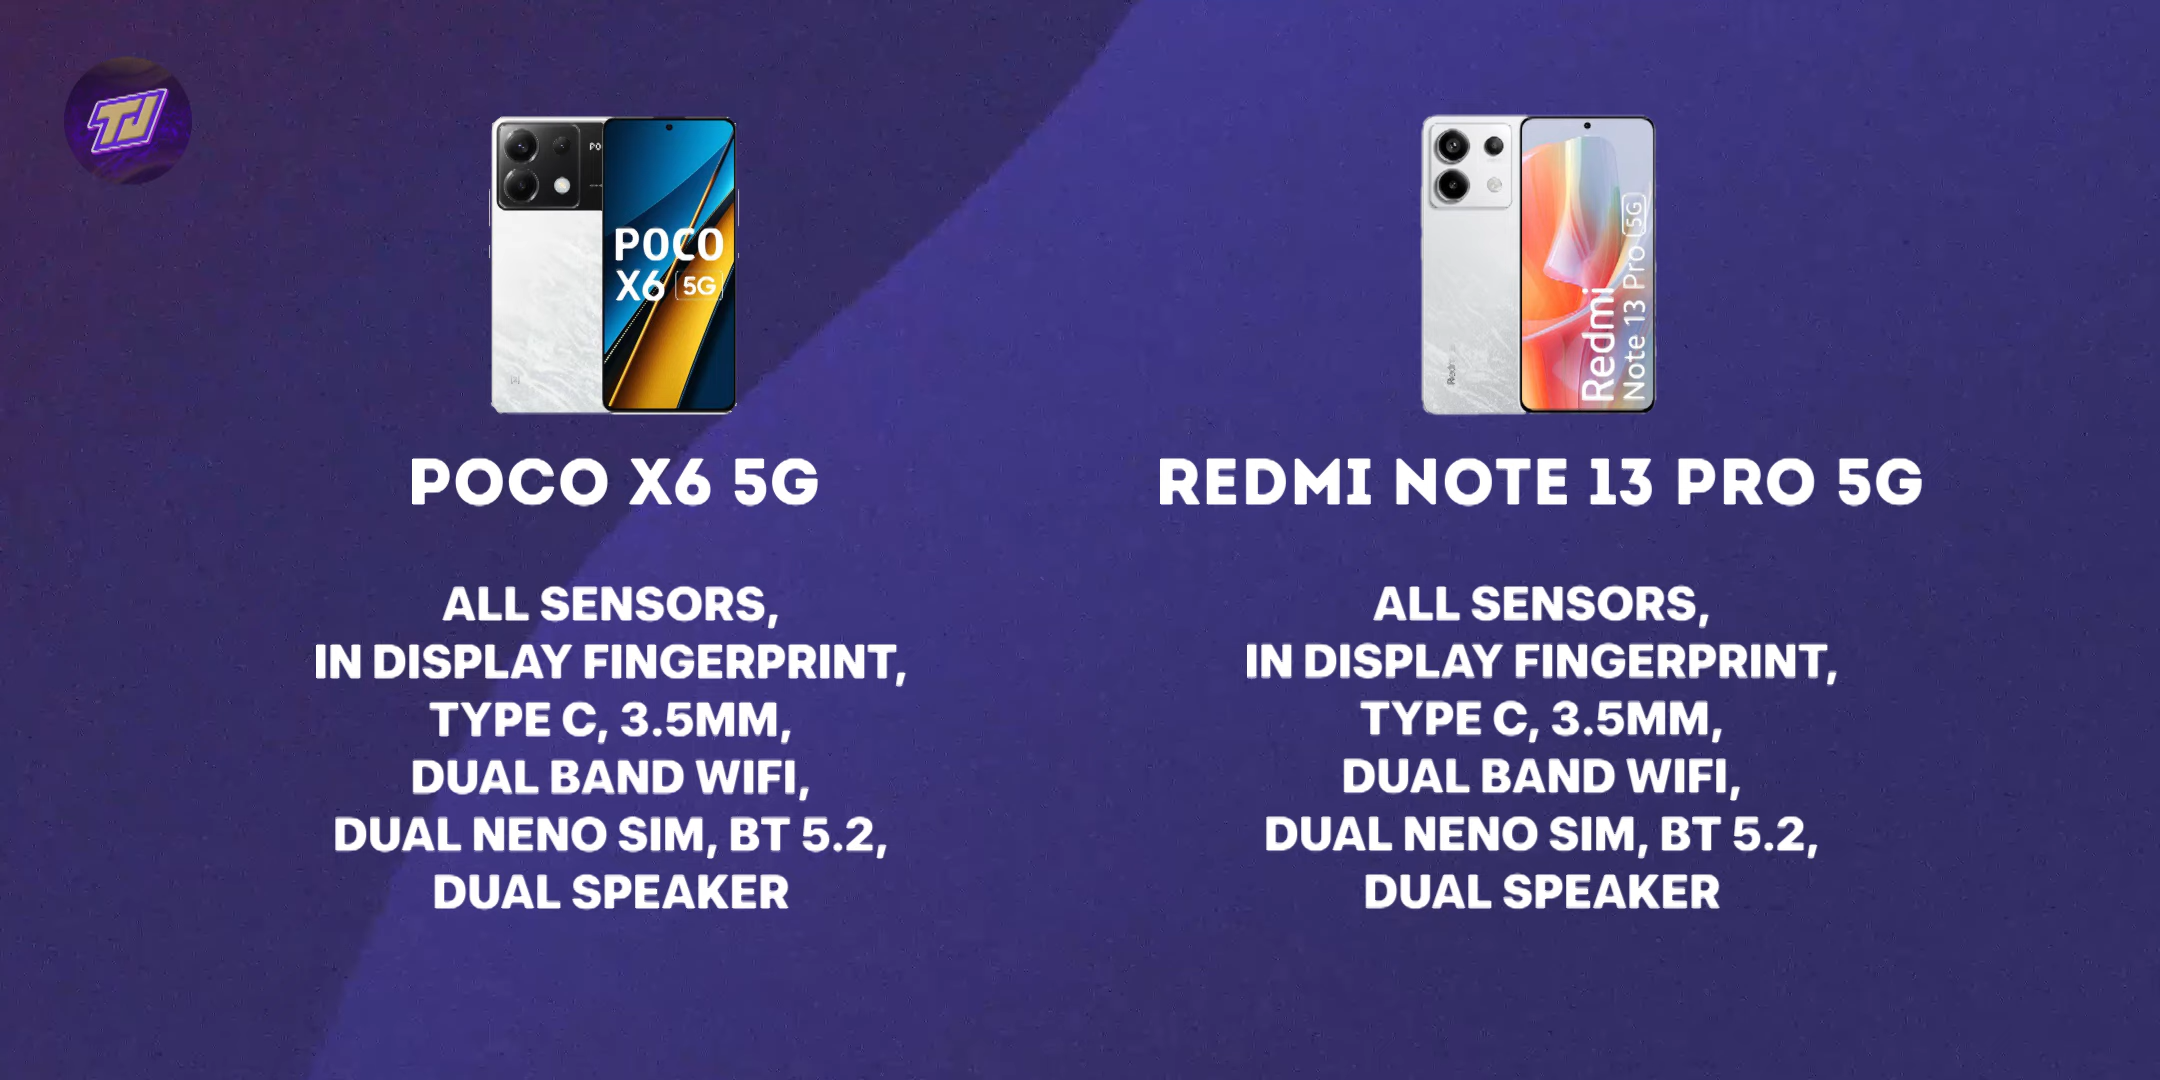 TJ
PO
POCO
X6 5G
Redmi
Note 13 Pro 5G
POCO X6 5G
REDMI NOTE 13 PRO 5G
ALL SENSORS,
IN DISPLAY FINGERPRINT,
TYPE C, 3.5MM,
DUAL BAND WIFI,
DUAL NENO SIM, BT 5.2,
DUAL SPEAKER
ALL SENSORS,
IN DISPLAY FINGERPRINT,
TYPE C, 3.5MM,
DUAL BAND WIFI,
DUAL NENO SIM, BT 5.2,
DUAL SPEAKER